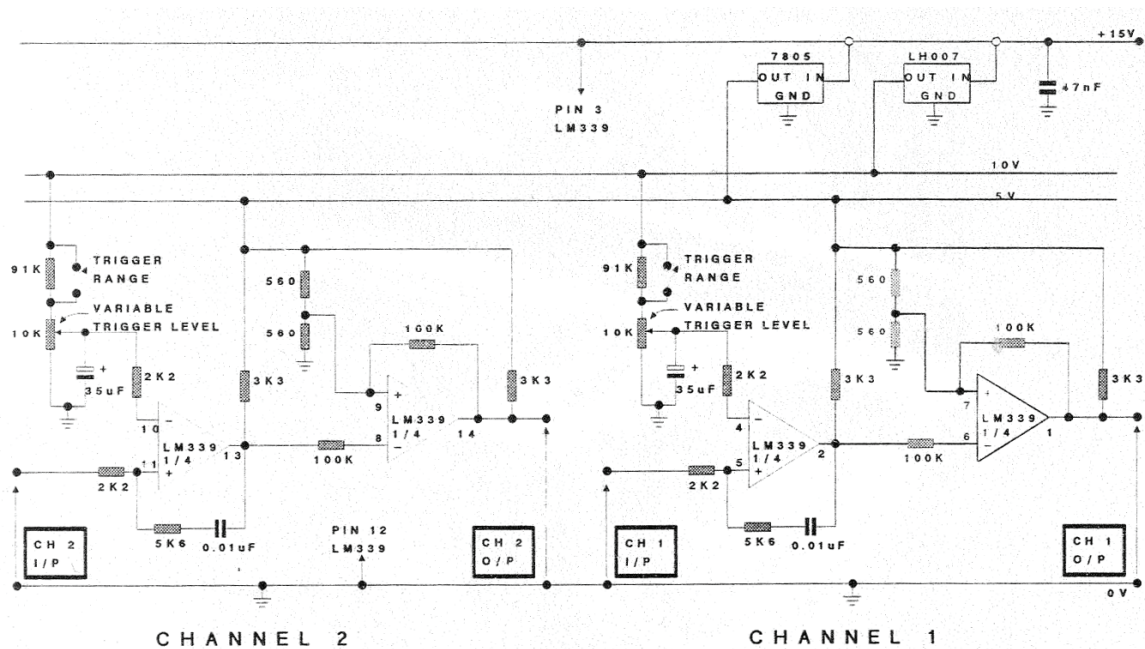 +15V
7805
OUT IN
GND
LH007
OUT IN
GND
47nF
PIN 3
LM339
10V
5V
91K
TRIGGER
RANGE
10K
VARIABLE
TRIGGER LEVEL
+
35uF
2K2
560
560
100K
3K3
3K3
10
−
LM339
1/4
11
+
13
2K2
5K6
0.01uF
100K
9
+
LM339
1/4
8
−
14
CH 2
I/P
PIN 12
LM339
CH 2
O/P
91K
TRIGGER
RANGE
10K
VARIABLE
TRIGGER LEVEL
+
35uF
2K2
560
560
100K
3K3
3K3
4
−
LM339
1/4
5
+
2
2K2
5K6
0.01uF
100K
7
+
LM339
1/4
6
−
1
CH 1
I/P
CH 1
O/P
0V
CHANNEL 2
CHANNEL 1